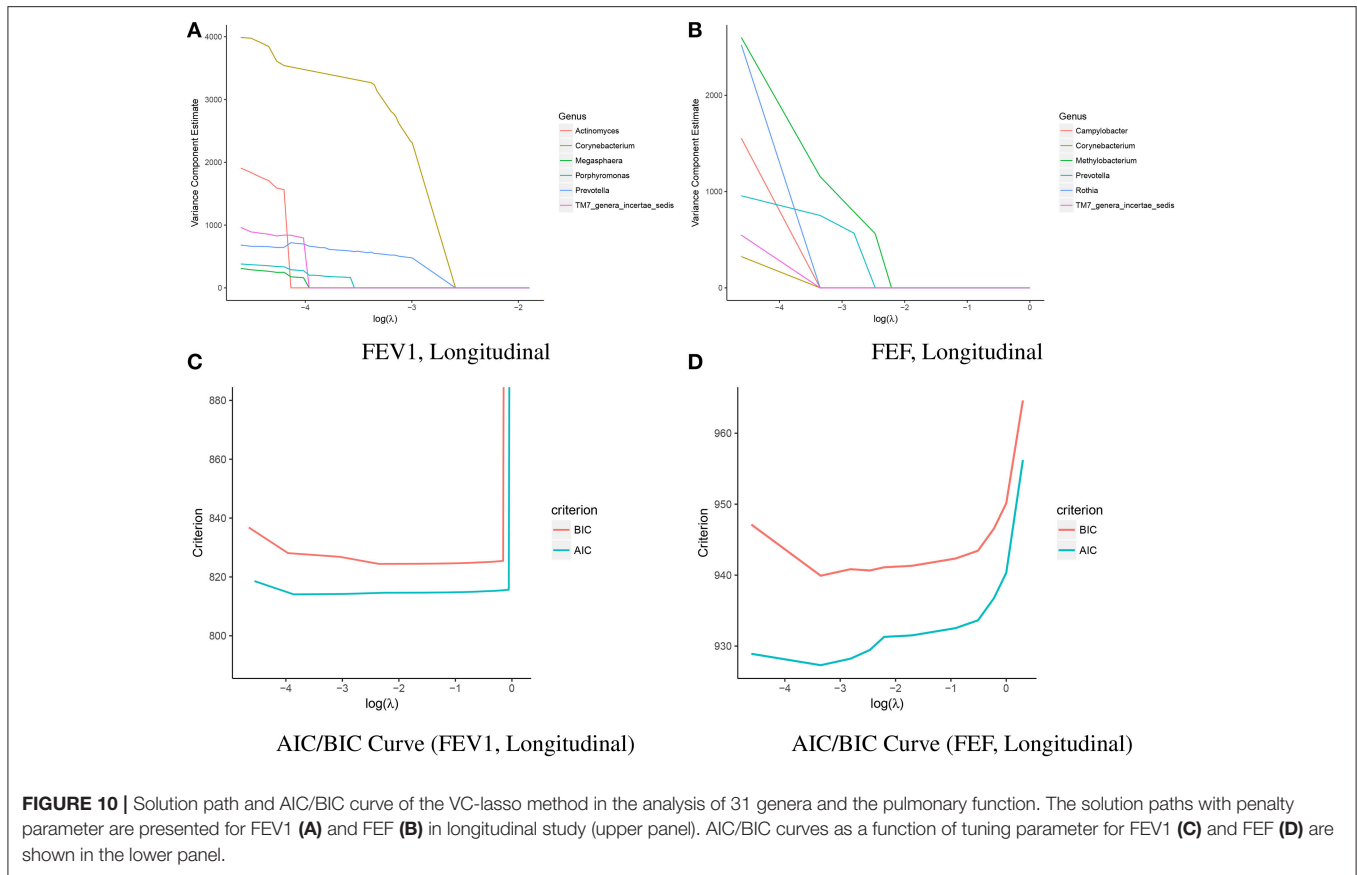 A
Variance Component Estimate
4000
3000
2000
1000
0
−4
−3
−2
log(λ)
Genus
Actinomyces
Corynebacterium
Megasphaera
Porphyromonas
Prevotella
TM7_genera_incertae_sedis
FEV1, Longitudinal
B
Variance Component Estimate
2000
1000
0
−4
−3
−2
−1
0
log(λ)
Genus
Campylobacter
Corynebacterium
Methylobacterium
Prevotella
Rothia
TM7_genera_incertae_sedis
FEF, Longitudinal
C
Criterion
880
860
840
820
800
−4
−3
−2
−1
0
log(λ)
criterion
BIC
AIC
AIC/BIC Curve (FEV1, Longitudinal)
D
Criterion
960
950
940
930
−4
−3
−2
−1
0
log(λ)
criterion
BIC
AIC
AIC/BIC Curve (FEF, Longitudinal)
FIGURE 10 | Solution path and AIC/BIC curve of the VC-lasso method in the analysis of 31 genera and the pulmonary function. The solution paths with penalty
parameter are presented for FEV1 (A) and FEF (B) in longitudinal study (upper panel). AIC/BIC curves as a function of tuning parameter for FEV1 (C) and FEF (D) are
shown in the lower panel.